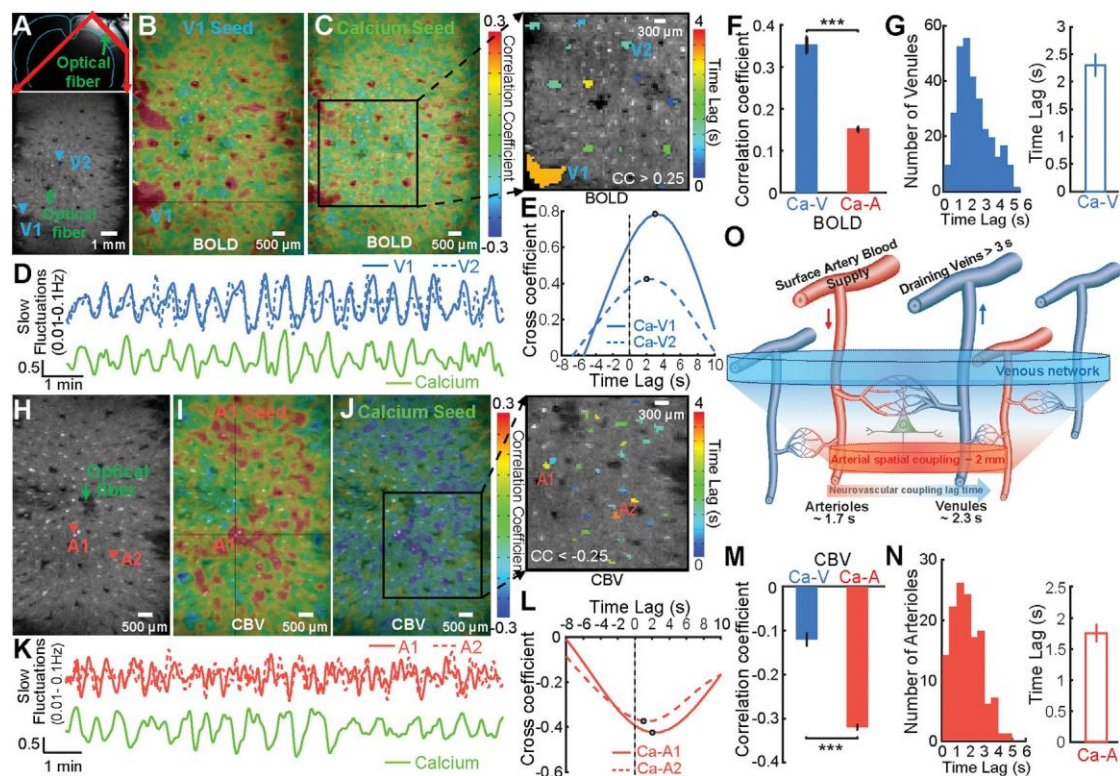 A
Optical
fiber
V2
Optical
fiber
V1
1 mm
B
V1 Seed
V1
BOLD
500 µm
C
Calcium Seed
BOLD
500 µm
0.3
Correlation Coefficient
-0.3
300 µm
V2
V1
CC > 0.25
BOLD
4
3
2
1
0
Time Lag (s)
D
V1
V2
Slow
Fluctuations
(0.01-0.1Hz)
0.5
1 min
Calcium
E
Cross coefficient
0.8
0.6
0.4
0.2
0
Ca-V1
Ca-V2
-8 -6 -4 -2 0 2 4 6 8 10
Time Lag (s)
F
Correlation coefficient
***
0.4
0.3
0.2
0.1
0
Ca-V
Ca-A
BOLD
G
Number of Venules
60
40
20
0
0 1 2 3 4 5 6
Time Lag (s)
Time Lag (s)
3
2.5
2
1.5
1
0.5
0
Ca-V
O
Surface Artery Blood
Supply
Draining Veins > 3 s
Venous network
Arterial spatial coupling ~ 2 mm
Neurovascular coupling lag time
Arterioles
~ 1.7 s
Venules
~ 2.3 s
H
Optical
fiber
A1
A2
500 µm
I
A1 Seed
A1
CBV
500 µm
J
Calcium Seed
500 µm
0.3
Correlation Coefficient
-0.3
300 µm
A1
A2
CC < -0.25
CBV
4
3
2
1
0
Time Lag (s)
K
A1
A2
Slow
Fluctuations
(0.01- 0.1Hz)
0.5
1 min
Calcium
L
Time Lag (s)
-8 -6 -4 -2 0 2 4 6 8 10
Cross coefficient
0
-0.2
-0.4
-0.6
Ca-A1
Ca-A2
M
CBV
Ca-V
Ca-A
Correlation coefficient
0
-0.1
-0.2
-0.3
-0.4
***
N
Number of Arterioles
30
20
10
0
0 1 2 3 4 5 6
Time Lag (s)
Time Lag (s)
2.5
2
1.5
1
0.5
0
Ca-A